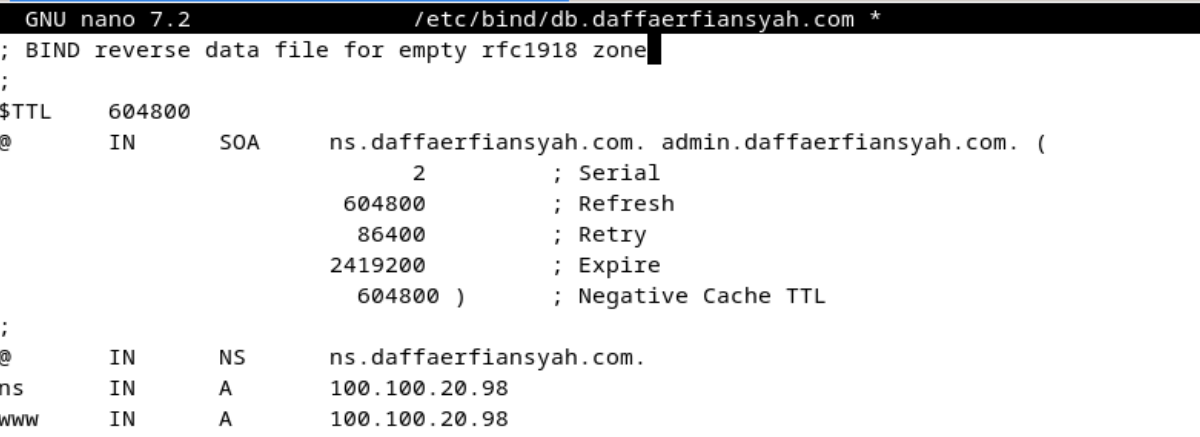 GNU nano 7.2 /etc/bind/db.daffaerfiansyah.com *
; BIND reverse data file for empty rfc1918 zone
;
$TTL 604800
@ IN SOA ns.daffaerfiansyah.com. admin.daffaerfiansyah.com. (
2 ; Serial
604800 ; Refresh
86400 ; Retry
2419200 ; Expire
604800 ) ; Negative Cache TTL
;
@ IN NS ns.daffaerfiansyah.com.
ns IN A 100.100.20.98
www IN A 100.100.20.98